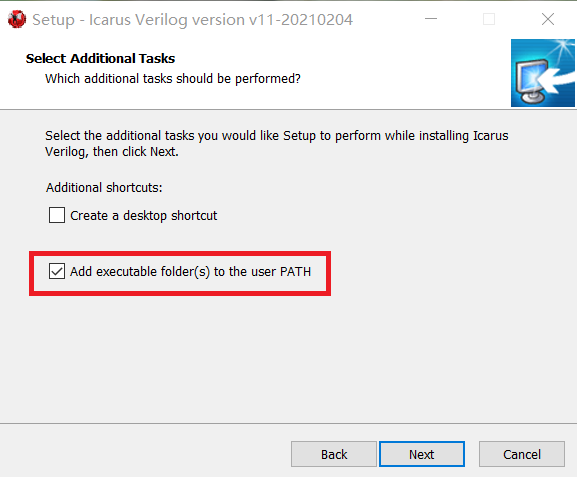 Setup - Icarus Verilog version v11-20210204
Select Additional Tasks
Which additional tasks should be performed?
Select the additional tasks you would like Setup to perform while installing Icarus
Verilog, then click Next.
Additional shortcuts:
Create a desktop shortcut
Add executable folder(s) to the user PATH
Back
Next
Cancel